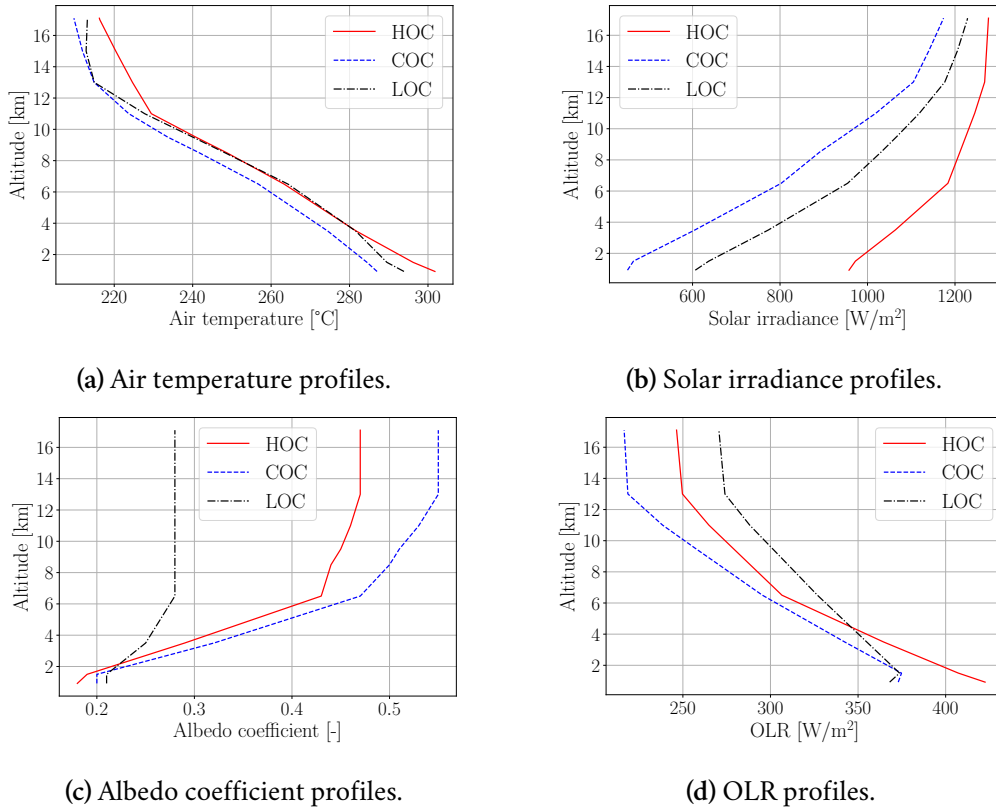 16
14
12
10
8
6
4
2
Altitude [km]
HOC
COC
LOC
220 240 260 280 300
Air temperature [°C]
(a) Air temperature profiles.
16
14
12
10
8
6
4
2
Altitude [km]
HOC
COC
LOC
600 800 1000 1200
Solar irradiance [W/m²]
(b) Solar irradiance profiles.
16
14
12
10
8
6
4
2
Altitude [km]
HOC
COC
LOC
0.2 0.3 0.4 0.5
Albedo coefficient [-]
(c) Albedo coefficient profiles.
16
14
12
10
8
6
4
2
Altitude [km]
HOC
COC
LOC
250 300 350 400
OLR [W/m²]
(d) OLR profiles.